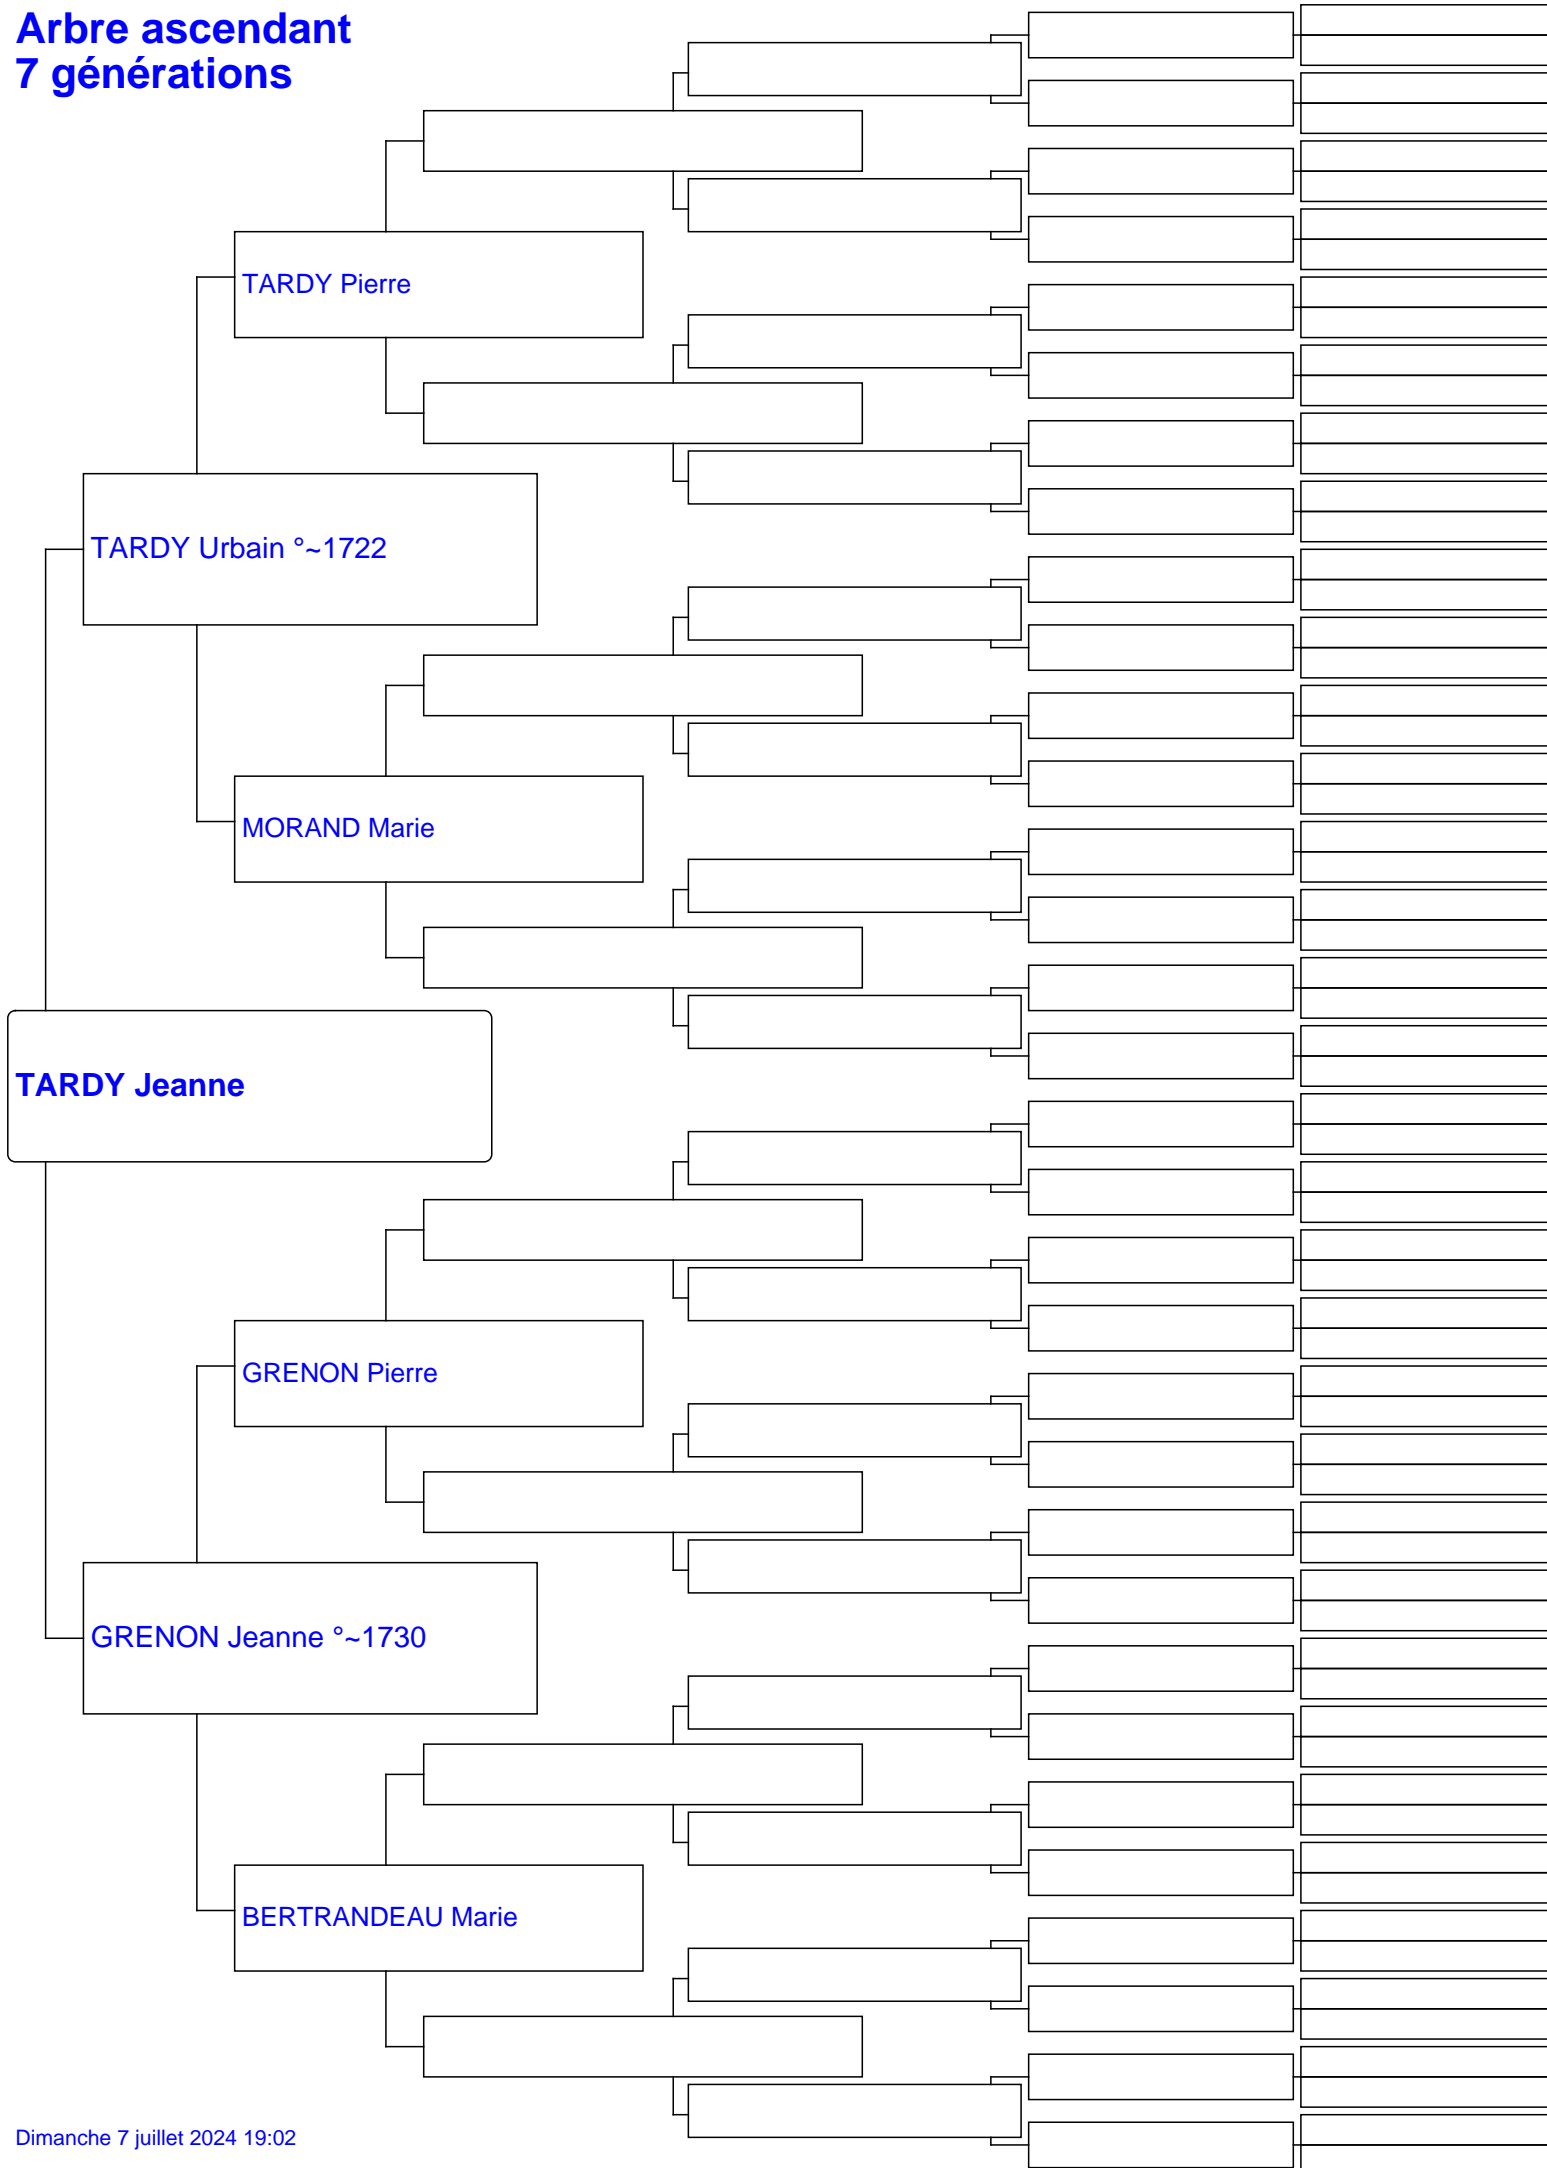 Arbre ascendant
7 générations
TARDY Pierre
TARDY Urbain °~1722
MORAND Marie
TARDY Jeanne
GRENON Pierre
GRENON Jeanne °~1730
BERTRANDEAU Marie
Dimanche 7 juillet 2024 19:02